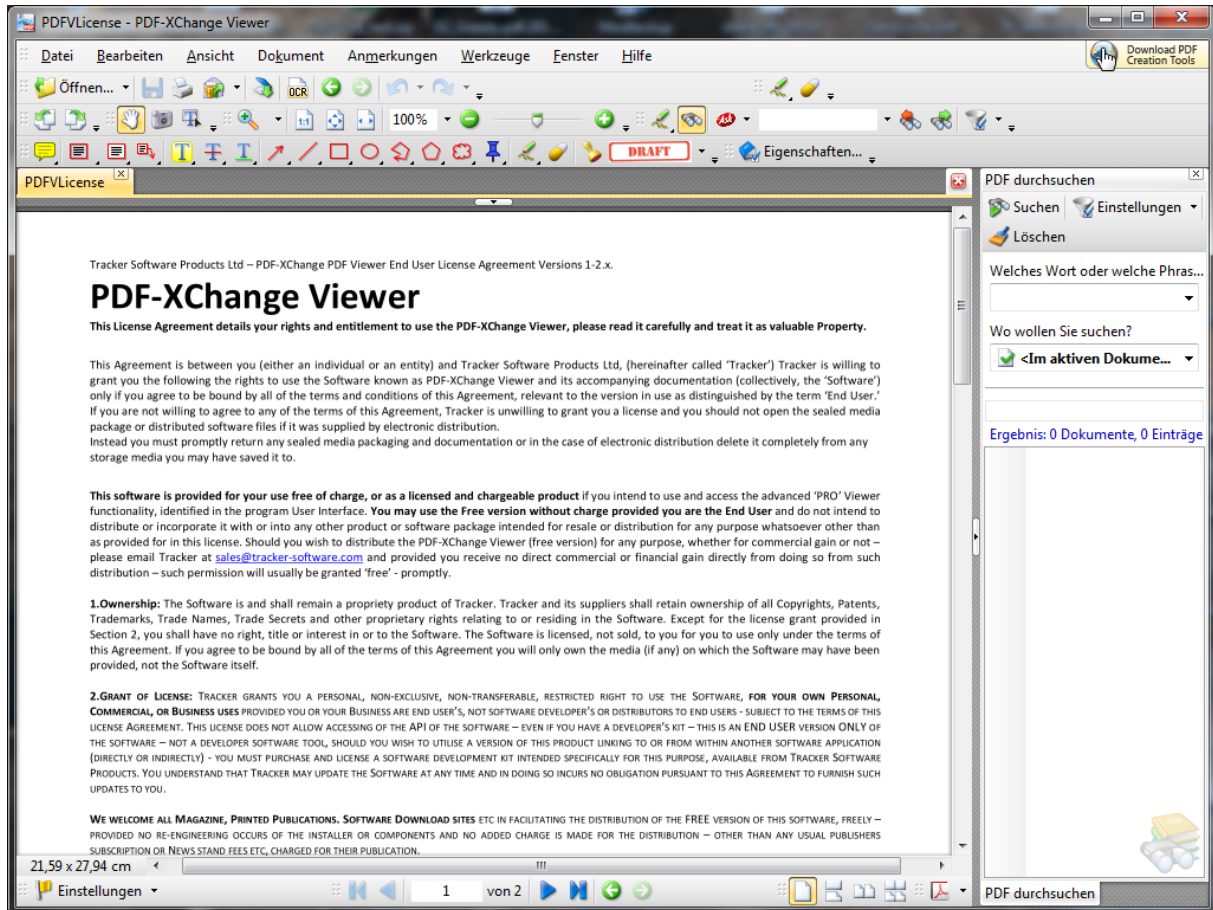 PDFVLicense - PDF-XChange Viewer
Datei Bearbeiten Ansicht Dokument Anmerkungen Werkzeuge Fenster Hilfe
Download PDF
Creation Tools
Öffnen...
OCR
1:1
100%
T T T
DRAFT
Eigenschaften...
PDFVLicense
Tracker Software Products Ltd – PDF-XChange PDF Viewer End User License Agreement Versions 1-2.x.
PDF-XChange Viewer
This License Agreement details your rights and entitlement to use the PDF-XChange Viewer, please read it carefully and treat it as valuable Property.
This Agreement is between you (either an individual or an entity) and Tracker Software Products Ltd, (hereinafter called ‘Tracker’) Tracker is willing to
grant you the following the rights to use the Software known as PDF-XChange Viewer and its accompanying documentation (collectively, the ‘Software’)
only if you agree to be bound by all of the terms and conditions of this Agreement, relevant to the version in use as distinguished by the term ‘End User.’
If you are not willing to agree to any of the terms of this Agreement, Tracker is unwilling to grant you a license and you should not open the sealed media
package or distributed software files if it was supplied by electronic distribution.
Instead you must promptly return any sealed media packaging and documentation or in the case of electronic distribution delete it completely from any
storage media you may have saved it to.
This software is provided for your use free of charge, or as a licensed and chargeable product if you intend to use and access the advanced ‘PRO’ Viewer
functionality, identified in the program User Interface. You may use the Free version without charge provided you are the End User and do not intend to
distribute or incorporate it with or into any other product or software package intended for resale or distribution for any purpose whatsoever other than
as provided for in this license. Should you wish to distribute the PDF-XChange Viewer (free version) for any purpose, whether for commercial gain or not –
please email Tracker at sales@tracker-software.com and provided you receive no direct commercial or financial gain directly from doing so from such
distribution – such permission will usually be granted ‘free’ - promptly.
1.Ownership: The Software is and shall remain a propriety product of Tracker. Tracker and its suppliers shall retain ownership of all Copyrights, Patents,
Trademarks, Trade Names, Trade Secrets and other proprietary rights relating to or residing in the Software. Except for the license grant provided in
Section 2, you shall have no right, title or interest in or to the Software. The Software is licensed, not sold, to you for you to use only under the terms of
this Agreement. If you agree to be bound by all of the terms of this Agreement you will only own the media (if any) on which the Software may have been
provided, not the Software itself.
2.GRANT OF LICENSE: TRACKER GRANTS YOU A PERSONAL, NON-EXCLUSIVE, NON-TRANSFERABLE, RESTRICTED RIGHT TO USE THE SOFTWARE, FOR YOUR OWN PERSONAL,
COMMERCIAL, OR BUSINESS USES PROVIDED YOU OR YOUR BUSINESS ARE END USER’S, NOT SOFTWARE DEVELOPER’S OR DISTRIBUTORS TO END USERS - SUBJECT TO THE TERMS OF THIS
LICENSE AGREEMENT. THIS LICENSE DOES NOT ALLOW ACCESSING OF THE API OF THE SOFTWARE – EVEN IF YOU HAVE A DEVELOPER’S KIT – THIS IS AN END USER VERSION ONLY OF
THE SOFTWARE – NOT A DEVELOPER SOFTWARE TOOL, SHOULD YOU WISH TO UTILISE A VERSION OF THIS PRODUCT LINKING TO OR FROM WITHIN ANOTHER SOFTWARE APPLICATION
(DIRECTLY OR INDIRECTLY) - YOU MUST PURCHASE AND LICENSE A SOFTWARE DEVELOPMENT KIT INTENDED SPECIFICALLY FOR THIS PURPOSE, AVAILABLE FROM TRACKER SOFTWARE
PRODUCTS. YOU UNDERSTAND THAT TRACKER MAY UPDATE THE SOFTWARE AT ANY TIME AND IN DOING SO INCURS NO OBLIGATION PURSUANT TO THIS AGREEMENT TO FURNISH SUCH
UPDATES TO YOU.
WE WELCOME ALL MAGAZINE, PRINTED PUBLICATIONS. SOFTWARE DOWNLOAD SITES ETC IN FACILITATING THE DISTRIBUTION OF THE FREE VERSION OF THIS SOFTWARE, FREELY –
PROVIDED NO RE-ENGINEERING OCCURS OF THE INSTALLER OR COMPONENTS AND NO ADDED CHARGE IS MADE FOR THE DISTRIBUTION – OTHER THAN ANY USUAL PUBLISHERS
SUBSCRIPTION OR NEWS STAND FEES ETC, CHARGED FOR THEIR PUBLICATION.
21,59 x 27,94 cm
Einstellungen
1 von 2
PDF durchsuchen
Suchen Einstellungen
Löschen
Welches Wort oder welche Phras...
Wo wollen Sie suchen?
<Im aktiven Dokume...
Ergebnis: 0 Dokumente, 0 Einträge
PDF durchsuchen